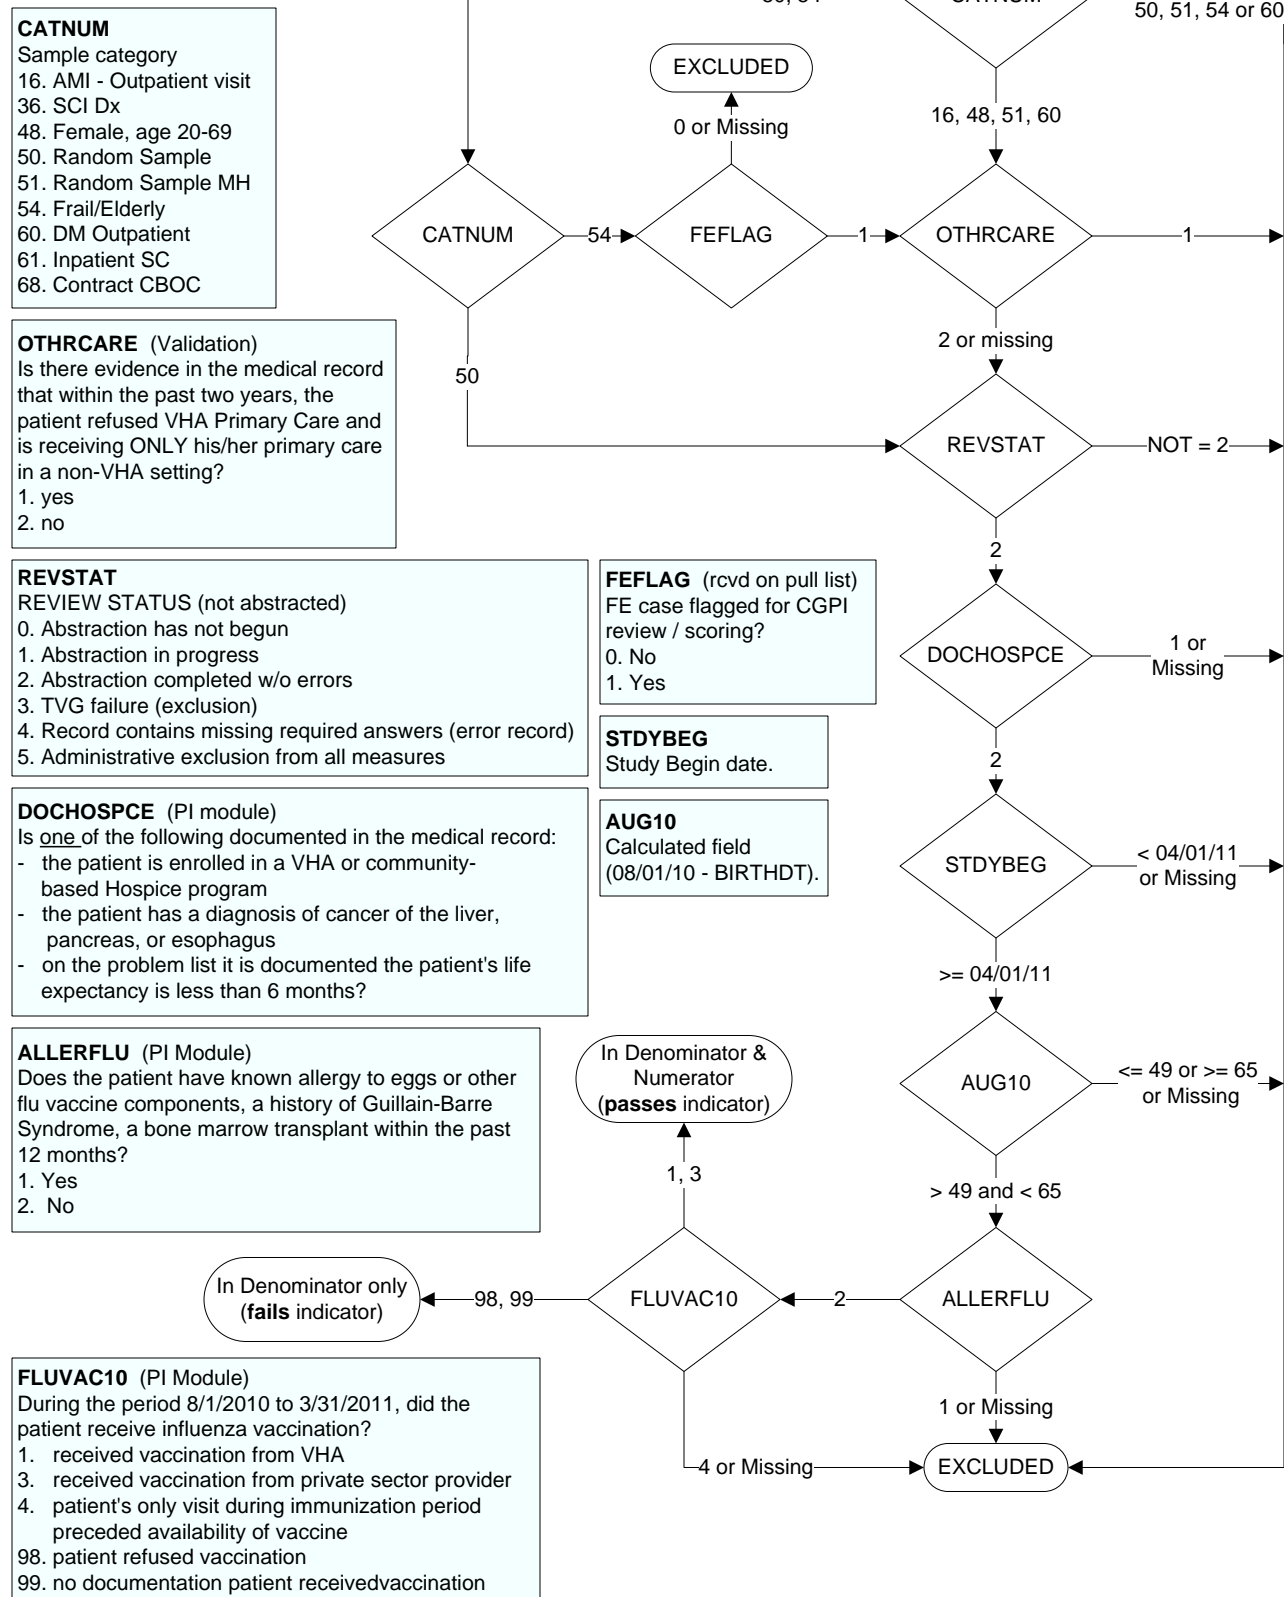 50, 51, 54 or 60
CATNUM
Sample category
16. AMI - Outpatient visit
36. SCI Dx
48. Female, age 20-69
50. Random Sample
51. Random Sample MH
54. Frail/Elderly
60. DM Outpatient
61. Inpatient SC
68. Contract CBOC
EXCLUDED
0 or Missing
16, 48, 51, 60
CATNUM
54
FEFLAG
1
OTHRCARE
1
OTHRCARE (Validation)
Is there evidence in the medical record
that within the past two years, the
patient refused VHA Primary Care and
is receiving ONLY his/her primary care
in a non-VHA setting?
1. yes
2. no
2 or missing
50
REVSTAT
NOT = 2
2
REVSTAT
REVIEW STATUS (not abstracted)
0. Abstraction has not begun
1. Abstraction in progress
2. Abstraction completed w/o errors
3. TVG failure (exclusion)
4. Record contains missing required answers (error record)
5. Administrative exclusion from all measures
FEFLAG (rcvd on pull list)
FE case flagged for CGPI
review / scoring?
0. No
1. Yes
DOCHOSPCE
1 or
Missing
2
STDYBEG
Study Begin date.
DOCHOSPCE (PI module)
Is one of the following documented in the medical record:
- the patient is enrolled in a VHA or community-
based Hospice program
- the patient has a diagnosis of cancer of the liver,
pancreas, or esophagus
- on the problem list it is documented the patient's life
expectancy is less than 6 months?
AUG10
Calculated field
(08/01/10 - BIRTHDT).
STDYBEG
< 04/01/11
or Missing
>= 04/01/11
ALLERFLU (PI Module)
Does the patient have known allergy to eggs or other
flu vaccine components, a history of Guillain-Barre
Syndrome, a bone marrow transplant within the past
12 months?
1. Yes
2. No
In Denominator &
Numerator
(passes indicator)
AUG10
<= 49 or >= 65
or Missing
1, 3
> 49 and < 65
In Denominator only
(fails indicator)
98, 99
FLUVAC10
2
ALLERFLU
1 or Missing
4 or Missing
EXCLUDED
FLUVAC10 (PI Module)
During the period 8/1/2010 to 3/31/2011, did the
patient receive influenza vaccination?
1. received vaccination from VHA
3. received vaccination from private sector provider
4. patient's only visit during immunization period
preceded availability of vaccine
98. patient refused vaccination
99. no documentation patient receivedvaccination